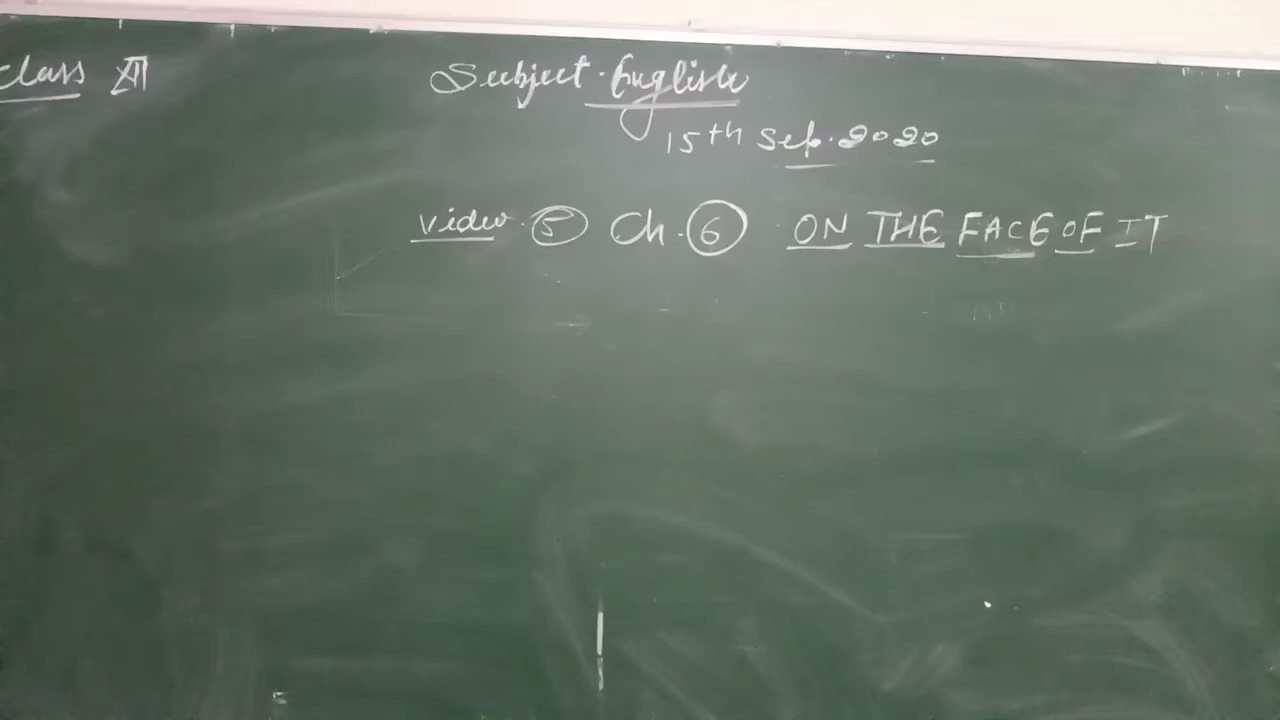 Class XII
Subject. English
15th Sep. 2020
video. 5 Ch. 6 ON THE FACE OF IT